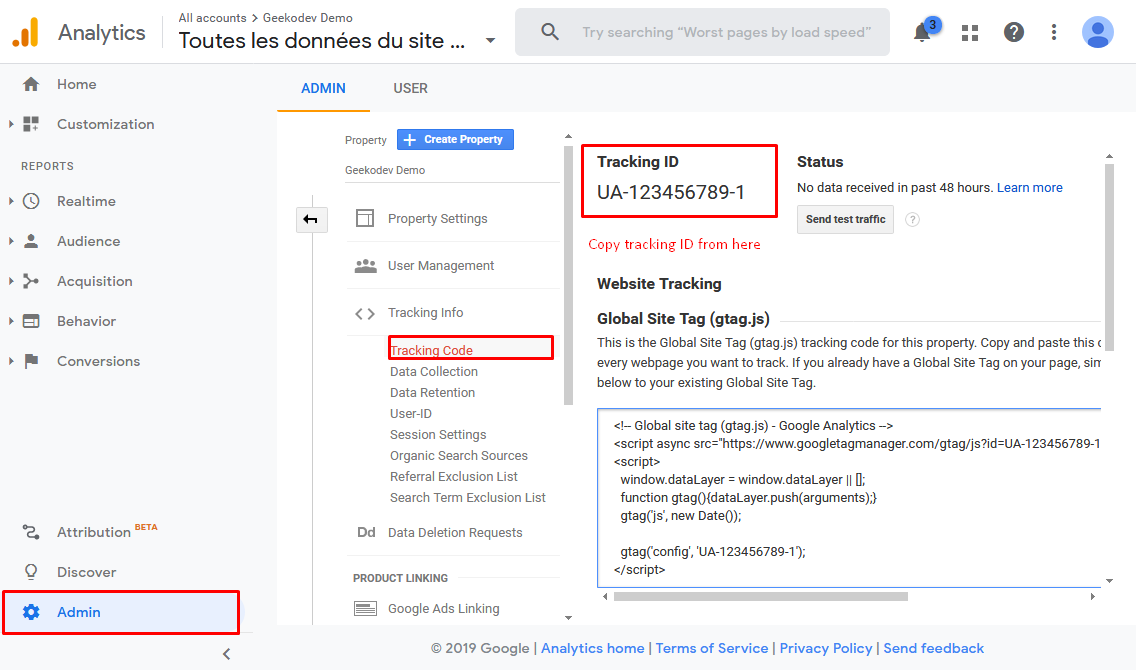 Analytics
All accounts > Geekodev Demo
Toutes les données du site ...
Try searching “Worst pages by load speed”
3
Home
Customization
REPORTS
Realtime
Audience
Acquisition
Behavior
Conversions
Attribution BETA
Discover
Admin
ADMIN
USER
Property
Create Property
Geekodev Demo
Property Settings
User Management
Tracking Info
Tracking Code
Data Collection
Data Retention
User-ID
Session Settings
Organic Search Sources
Referral Exclusion List
Search Term Exclusion List
Dd Data Deletion Requests
PRODUCT LINKING
Google Ads Linking
Tracking ID
UA-123456789-1
Copy tracking ID from here
Status
No data received in past 48 hours. Learn more
Send test traffic
?
Website Tracking
Global Site Tag (gtag.js)
This is the Global Site Tag (gtag.js) tracking code for this property. Copy and paste this
every webpage you want to track. If you already have a Global Site Tag on your page,
below to your existing Global Site Tag.
<!-- Global site tag (gtag.js) - Google Analytics -->
<script async src="https://www.googletagmanager.com/gtag/js?id=UA-123456789-1
<script>
window.dataLayer = window.dataLayer || [];
function gtag(){dataLayer.push(arguments);}
gtag('js', new Date());
gtag('config', 'UA-123456789-1');
</script>
© 2019 Google | Analytics home | Terms of Service | Privacy Policy | Send feedback